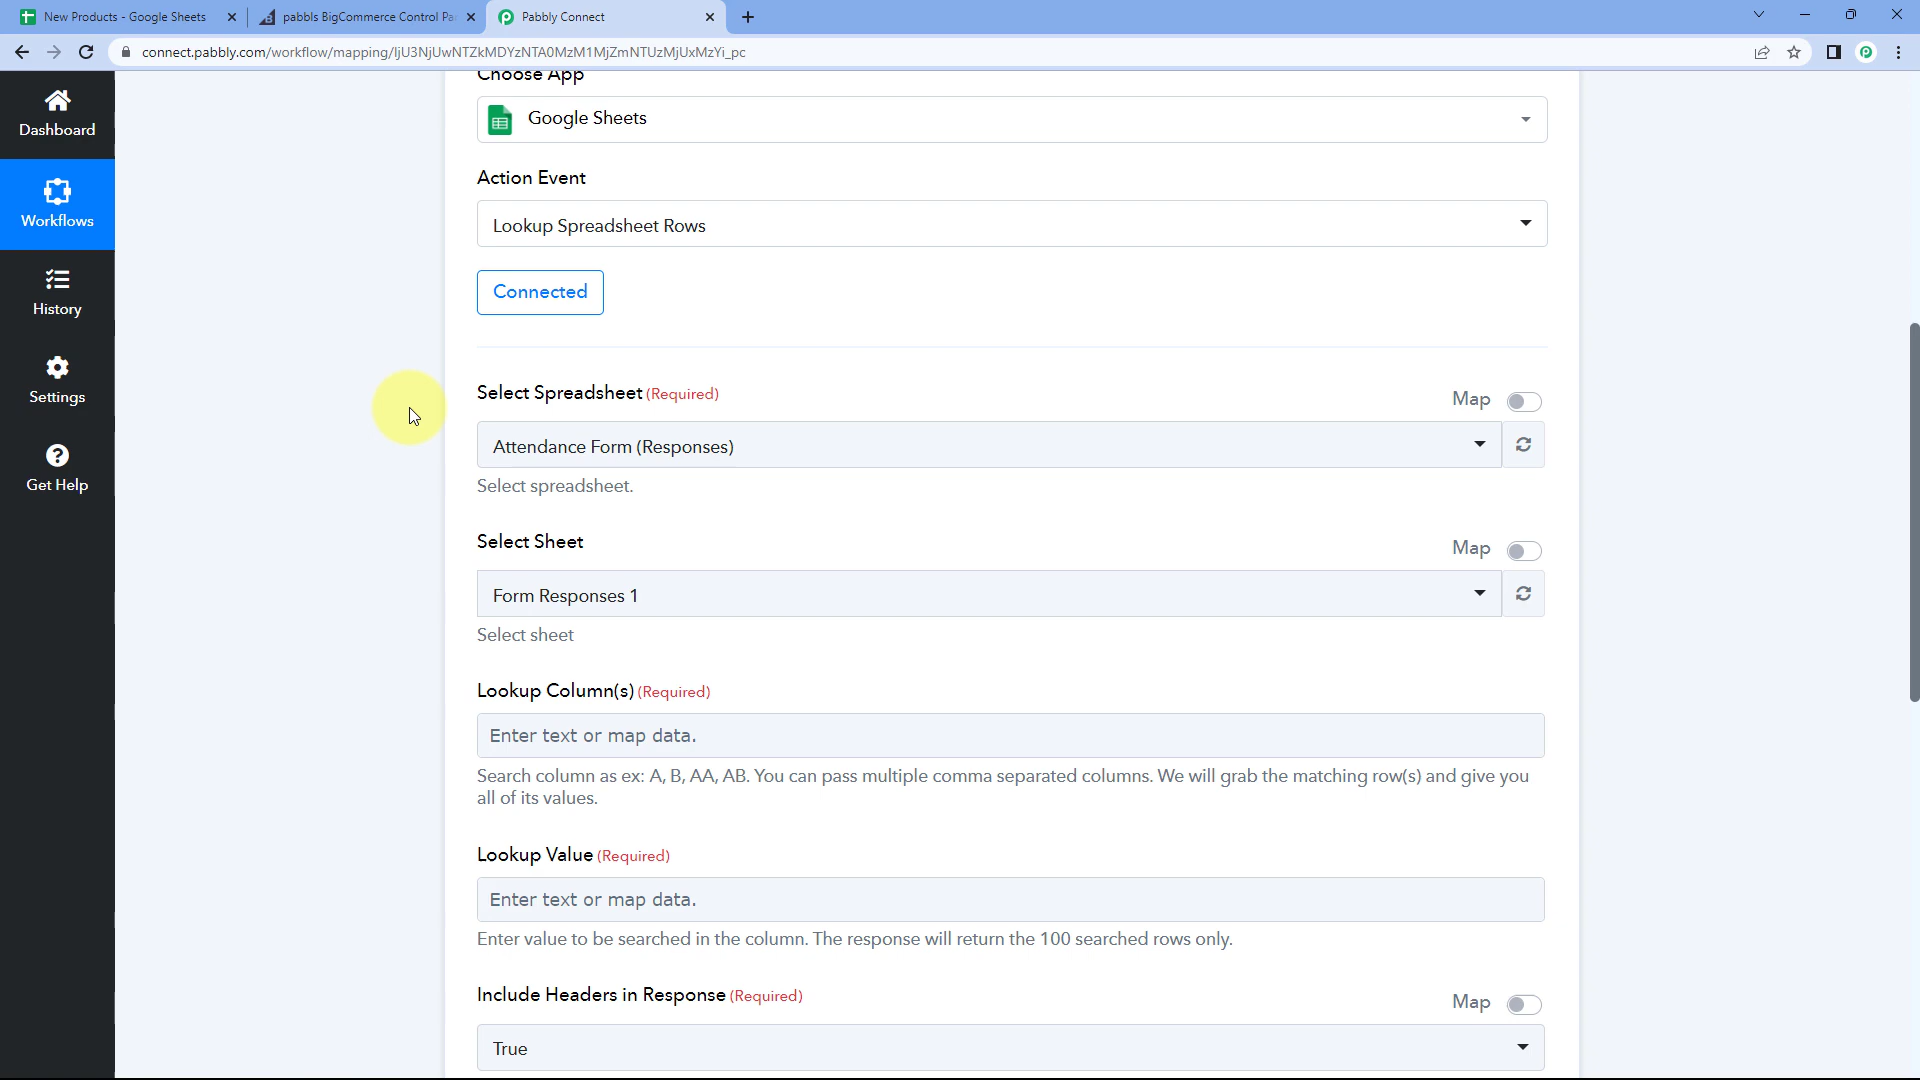 New Products - Google Sheets
pabbls BigCommerce Control Pa
Pabbly Connect
connect.pabbly.com/workflow/mapping/IjU3NjUwNTZkMDYzNTA0MzM1MjZmNTUzMjUxMzYi_pc
Dashboard
Workflows
History
Settings
Get Help
Choose App
Google Sheets
Action Event
Lookup Spreadsheet Rows
Connected
Select Spreadsheet (Required)
Map
Attendance Form (Responses)
Select spreadsheet.
Select Sheet
Map
Form Responses 1
Select sheet
Lookup Column(s) (Required)
Enter text or map data.
Search column as ex: A, B, AA, AB. You can pass multiple comma separated columns. We will grab the matching row(s) and give you
all of its values.
Lookup Value (Required)
Enter text or map data.
Enter value to be searched in the column. The response will return the 100 searched rows only.
Include Headers in Response (Required)
Map
True